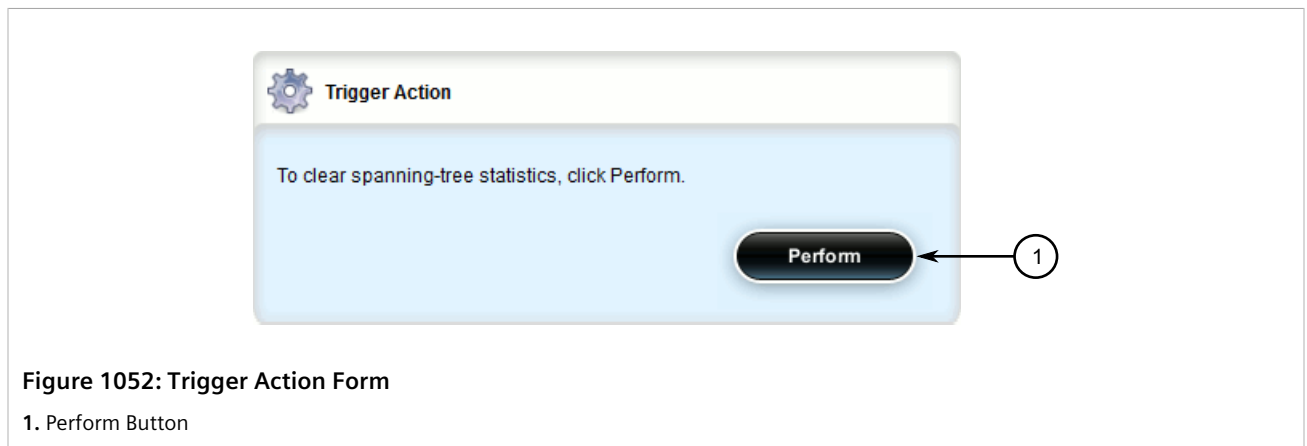 Trigger Action
To clear spanning-tree statistics, click Perform.
Perform
1
Figure 1052: Trigger Action Form
1. Perform Button